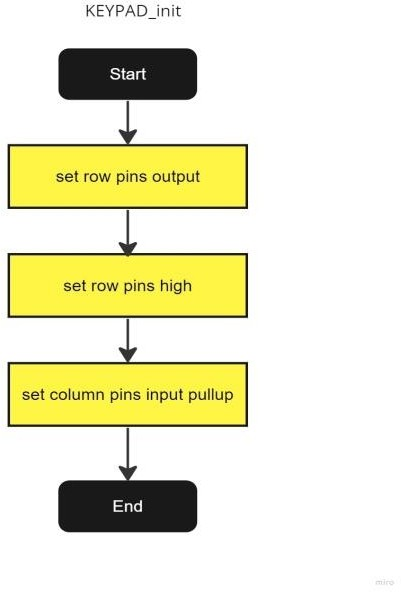 KEYPAD_init
Start
set row pins output
set row pins high
set column pins input pullup
End
miro